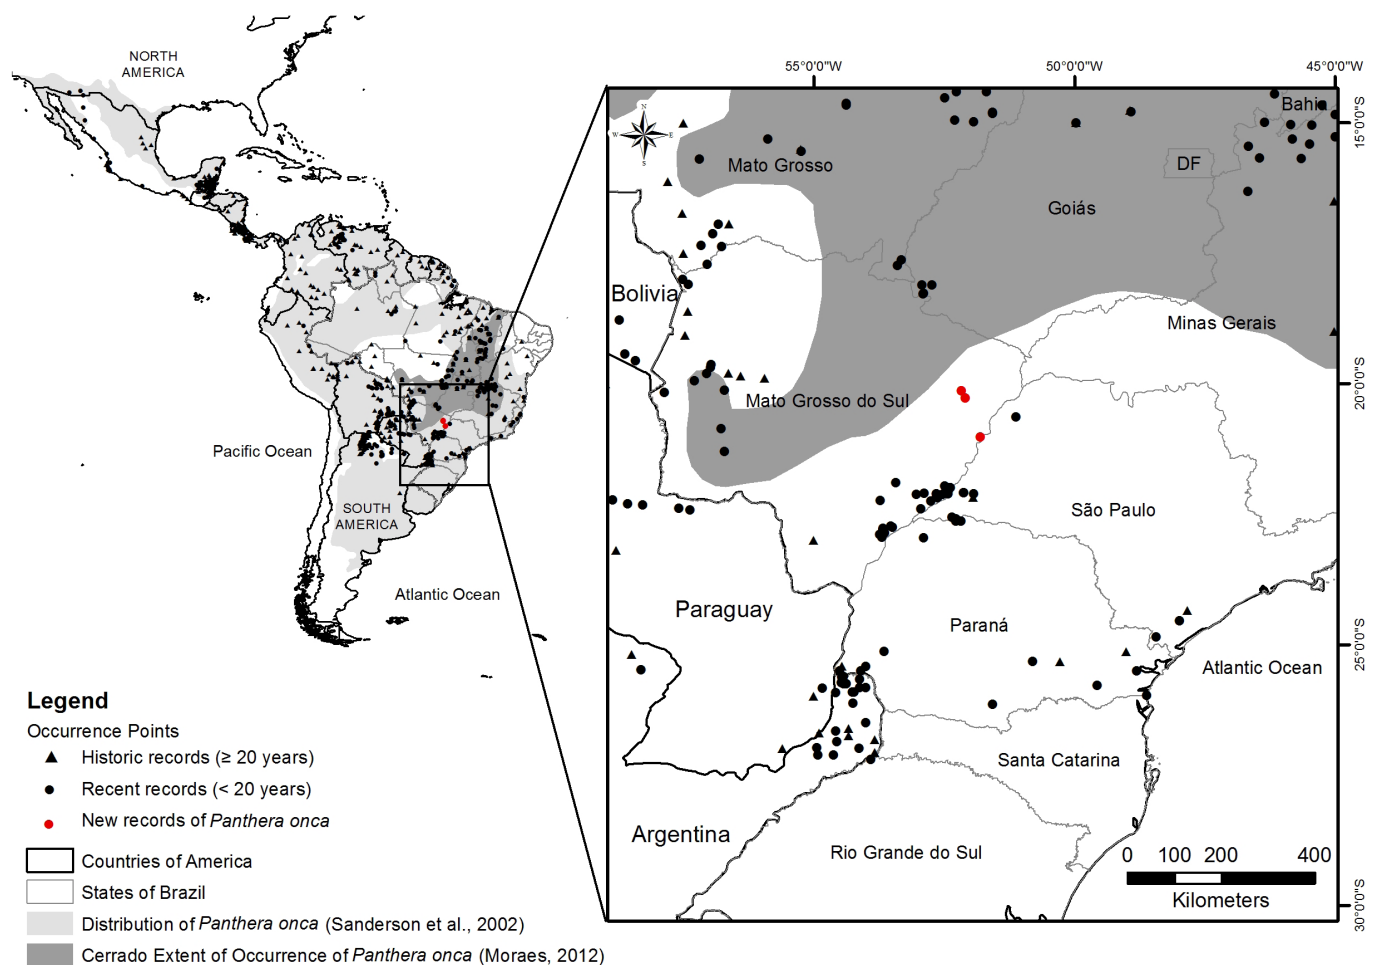 NORTH
AMERICA
Pacific Ocean
SOUTH
AMERICA
Atlantic Ocean
55°0'0"W
50°0'0"W
45°0'0"W
15°0'0"S
20°0'0"S
25°0'0"S
30°0'0"S
N
W
E
S
Bahia
Mato Grosso
DF
Goiás
Bolivia
Minas Gerais
Mato Grosso do Sul
São Paulo
Paraguay
Paraná
Atlantic Ocean
Santa Catarina
Argentina
Rio Grande do Sul
0 100 200 400
Kilometers
Legend
Occurrence Points
Historic records (≥ 20 years)
Recent records (< 20 years)
New records of Panthera onca
Countries of America
States of Brazil
Distribution of Panthera onca (Sanderson et al., 2002)
Cerrado Extent of Occurrence of Panthera onca (Moraes, 2012)